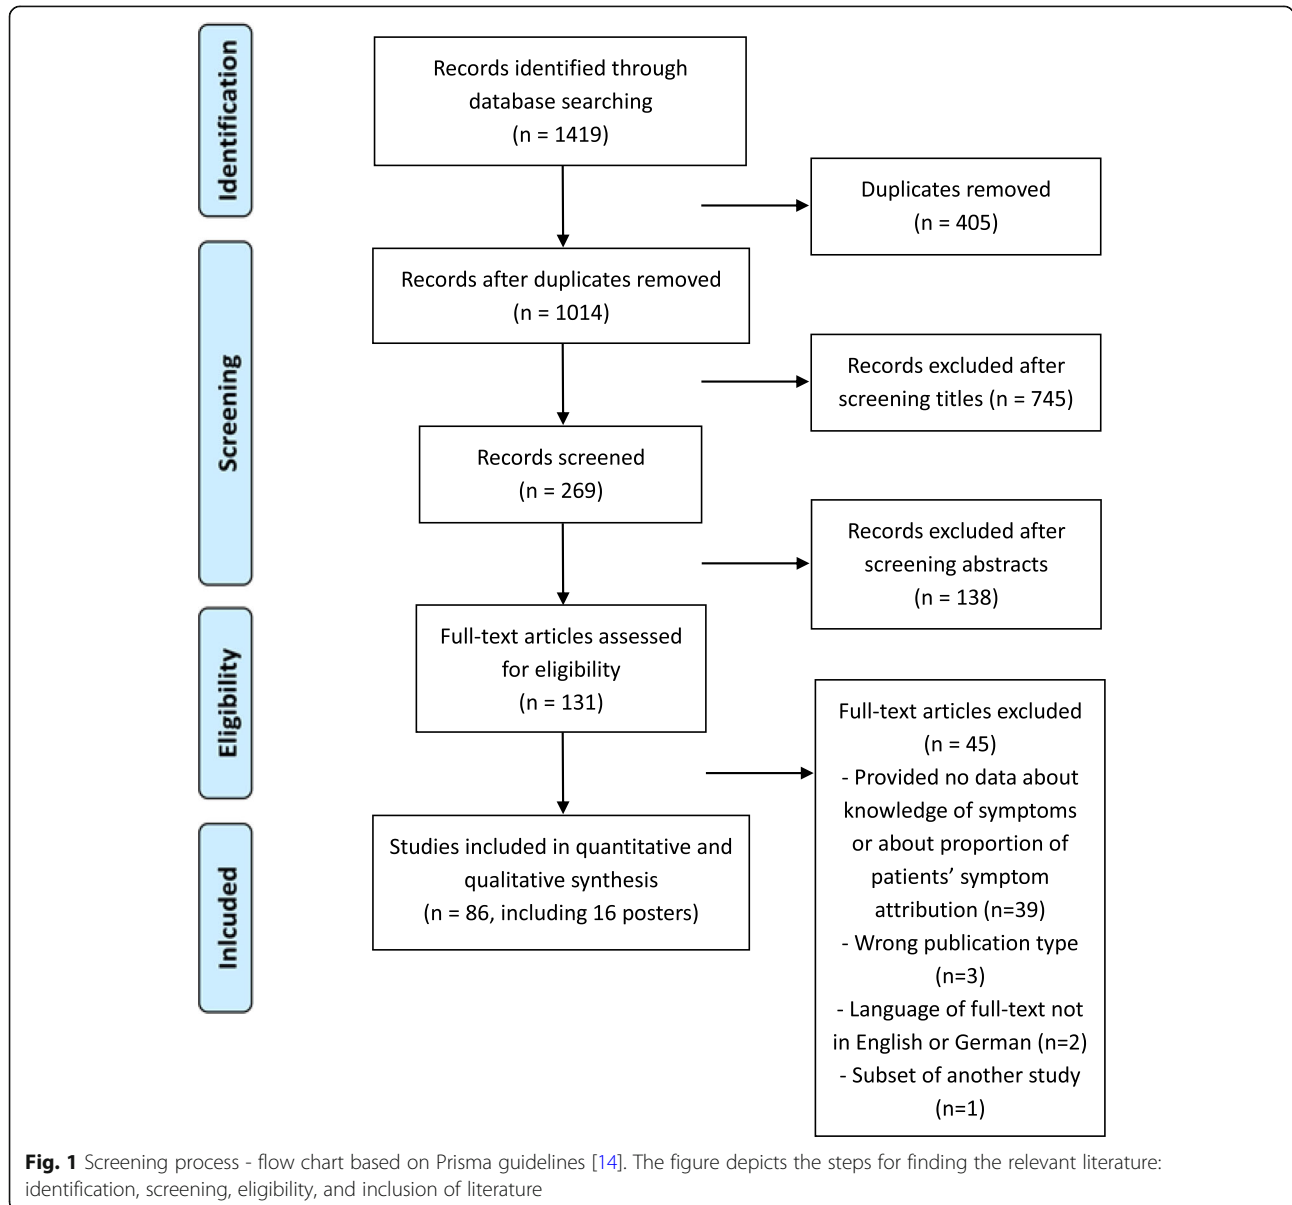 Identification
Records identified through
database searching
(n = 1419)
Duplicates removed
(n = 405)
Screening
Records after duplicates removed
(n = 1014)
Records excluded after
screening titles (n = 745)
Records screened
(n = 269)
Records excluded after
screening abstracts
(n = 138)
Eligibility
Full-text articles assessed
for eligibility
(n = 131)
Full-text articles excluded
(n = 45)
- Provided no data about
knowledge of symptoms
or about proportion of
patients’ symptom
attribution (n=39)
- Wrong publication type
(n=3)
- Language of full-text not
in English or German (n=2)
- Subset of another study
(n=1)
Inlcuded
Studies included in quantitative and
qualitative synthesis
(n = 86, including 16 posters)
Fig. 1 Screening process - flow chart based on Prisma guidelines [14]. The figure depicts the steps for finding the relevant literature:
identification, screening, eligibility, and inclusion of literature